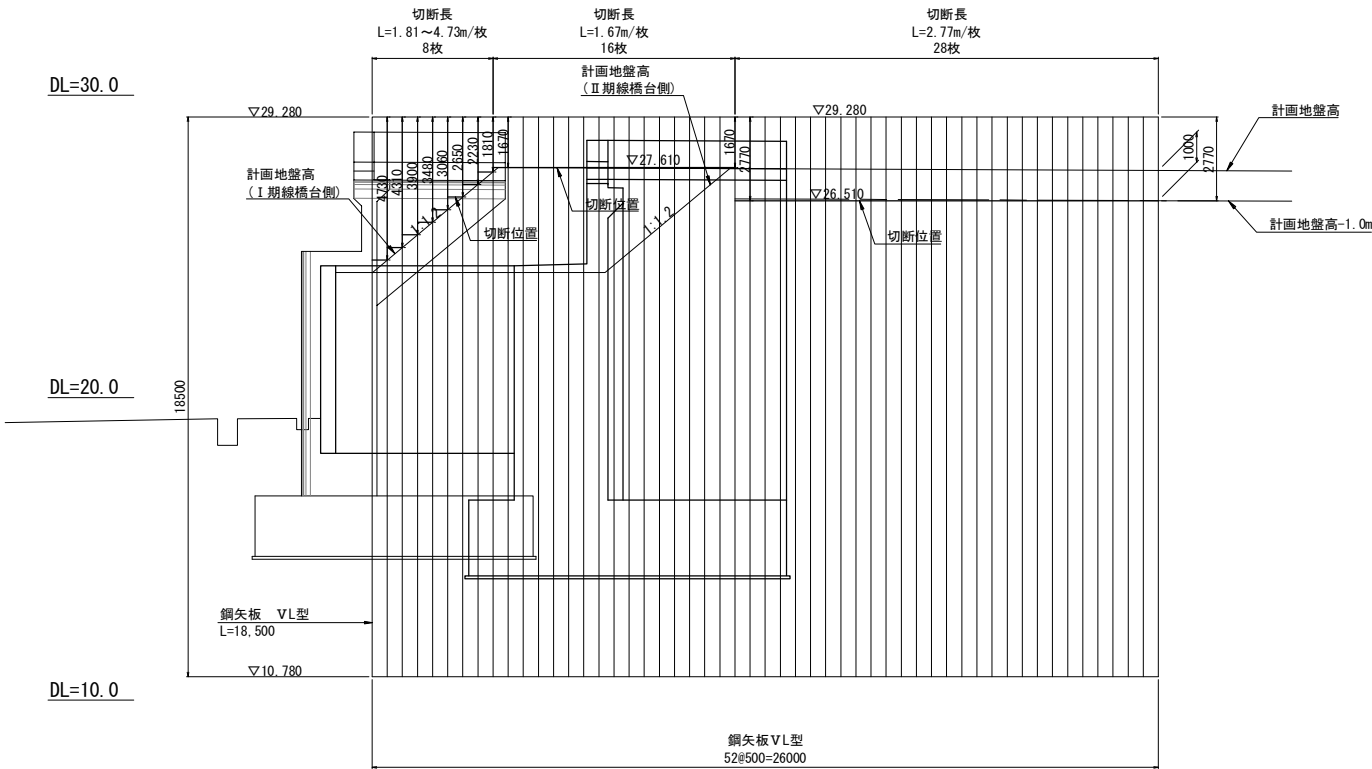 切断長
L=1.81～4.73m/枚
8枚
切断長
L=1.67m/枚
16枚
切断長
L=2.77m/枚
28枚
DL=30.0
計画地盤高
(Ⅱ期線橋台側)
▽29.280
▽29.280
計画地盤高
4730
4310
3900
3480
3060
2650
2230
1810
1670
1670
2770
1000
2770
▽27.610
計画地盤高
(Ⅰ期線橋台側)
▽26.510
切断位置
1:1.2
1:1.2
切断位置
切断位置
計画地盤高-1.0m
DL=20.0
18500
鋼矢板　ⅤL型
L=18,500
▽10.780
DL=10.0
鋼矢板ⅤL型
52@500=26000